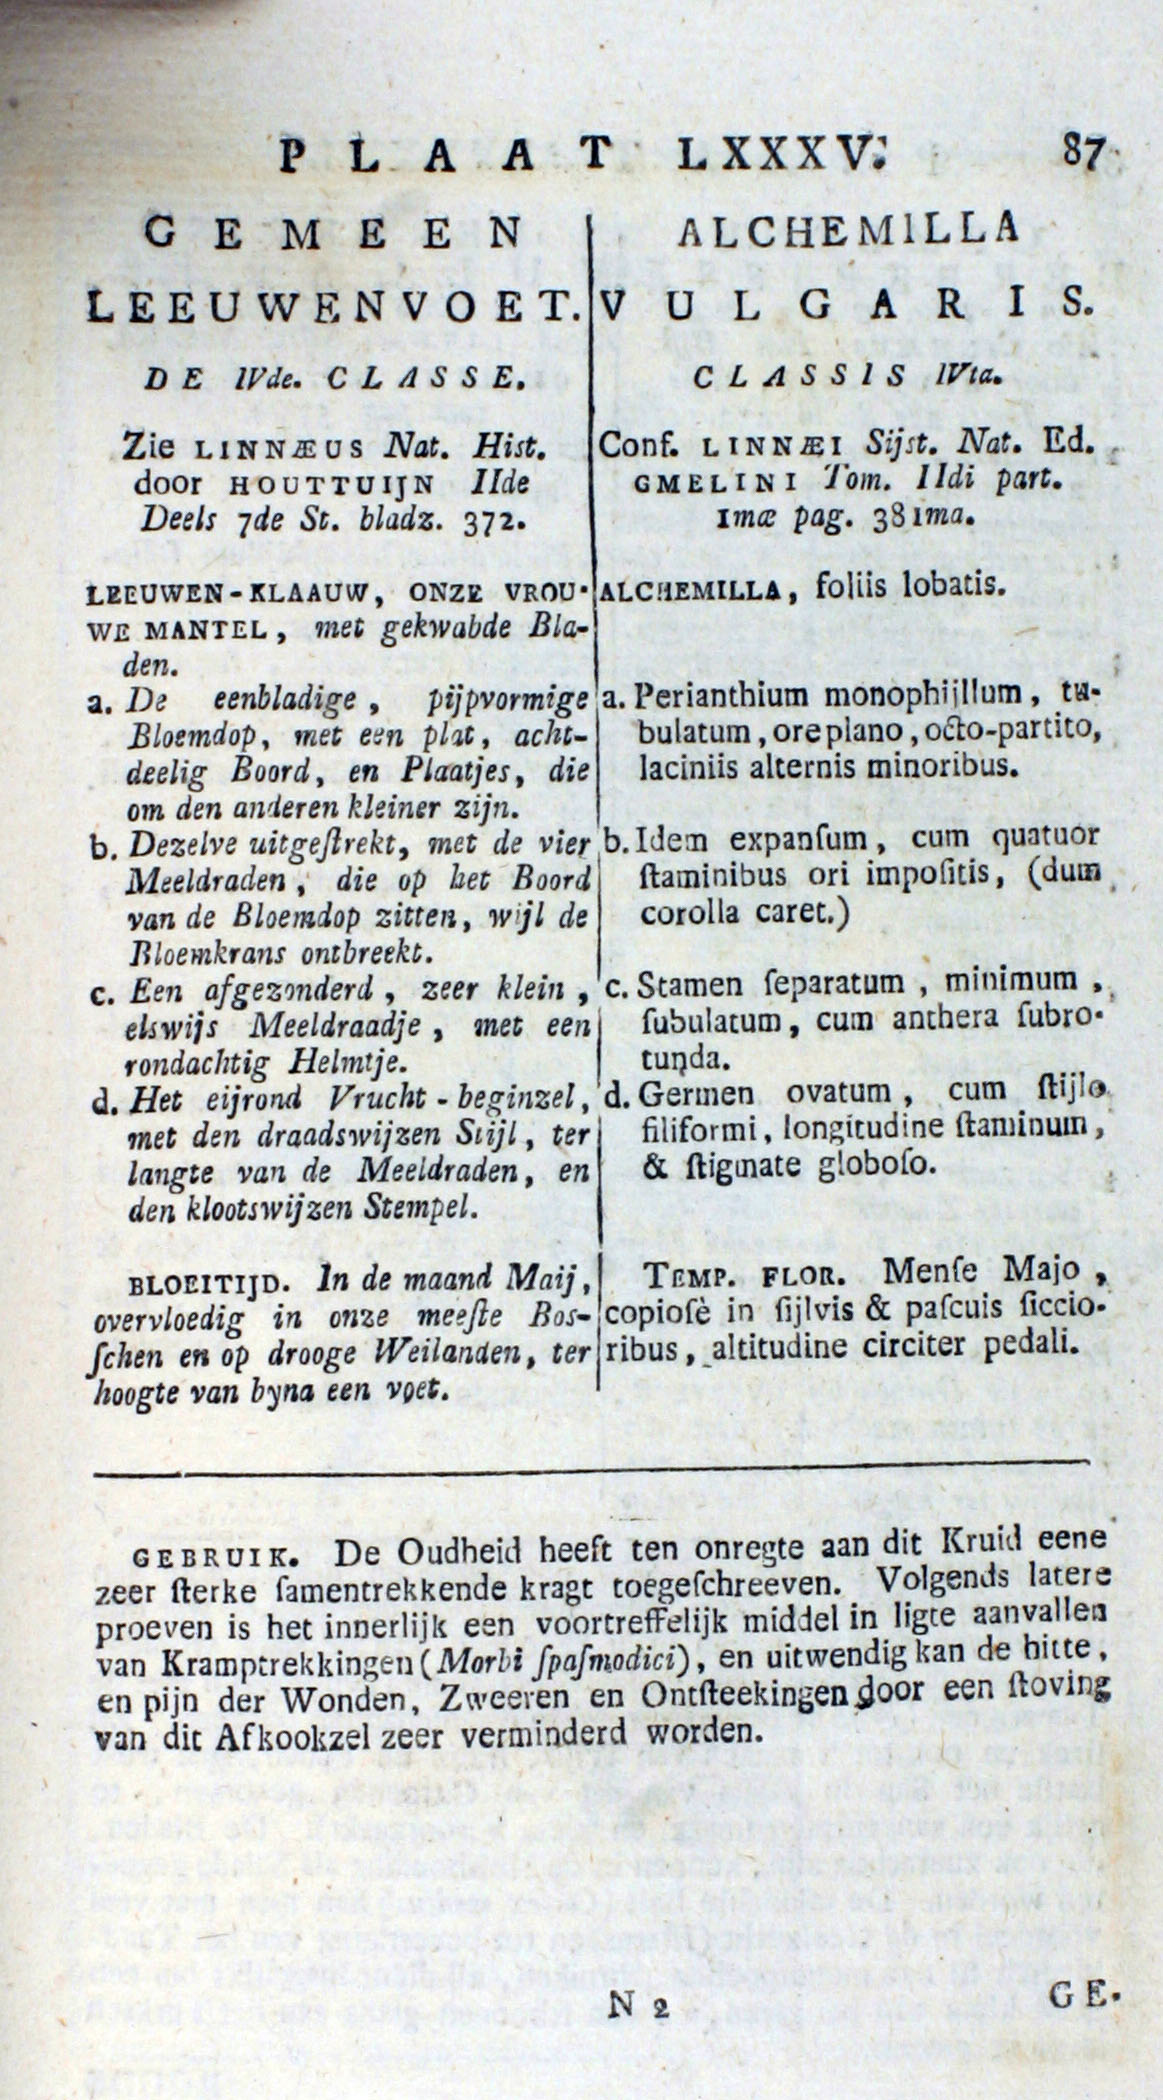 PLAAT LXXXV. 87
GEMEEN
LEEUWENVOET.
DE IVde. CLASSE.
Zie LINNÆUS Nat. Hist.
door HOUTTUIJN IIde
Deels 7de St. bladz. 372.
LEEUWEN-KLAAUW, ONZE VROU-
WE MANTEL, met gekwabde Bla-
den.
a. De eenbladige, pijpvormige
Bloemdop, met een plat, acht-
deelig Boord, en Plaatjes, die
om den anderen kleiner zijn.
b. Dezelve uitgeſtrekt, met de vier
Meeldraden, die op het Boord
van de Bloemdop zitten, wijl de
Bloemkrans ontbreekt.
c. Een afgezonderd, zeer klein,
elswijs Meeldraadje, met een
rondachtig Helmtje.
d. Het eijrond Vrucht-beginzel,
met den draadswijzen Stijl, ter
langte van de Meeldraden, en
den klootswijzen Stempel.
BLOEITIJD. In de maand Maij,
overvloedig in onze meeſte Bos-
ſchen en op drooge Weilanden, ter
hoogte van byna een voet.
ALCHEMILLA
VULGARIS.
CLASSIS IVta.
Conf. LINNÆI Sijst. Nat. Ed.
GMELINI Tom. IIdi part.
1mæ pag. 381ma.
ALCHEMILLA, foliis lobatis.
a. Perianthium monophijllum, tu-
bulatum, ore plano, octo-partito,
laciniis alternis minoribus.
b. Idem expanſum, cum quatuor
ſtaminibus ori impoſitis, (dum
corolla caret.)
c. Stamen ſeparatum, minimum,
ſubulatum, cum anthera ſubro-
tunda.
d. Germen ovatum, cum ſtijlo
filiformi, longitudine ſtaminum,
& ſtigmate globoſo.
TEMP. FLOR. Menſe Majo,
copioſè in ſijlvis & paſcuis ſiccio-
ribus, altitudine circiter pedali.
GEBRUIK. De Oudheid heeft ten onregte aan dit Kruid eene
zeer ſterke ſamentrekkende kragt toegeſchreeven. Volgends latere
proeven is het innerlijk een voortreffelijk middel in ligte aanvallen
van Kramptrekkingen (Morbi ſpaſmodici), en uitwendig kan de hitte,
en pijn der Wonden, Zweeren en Ontſteekingen door een ſtoving
van dit Afkookzel zeer verminderd worden.
N 2 GE-